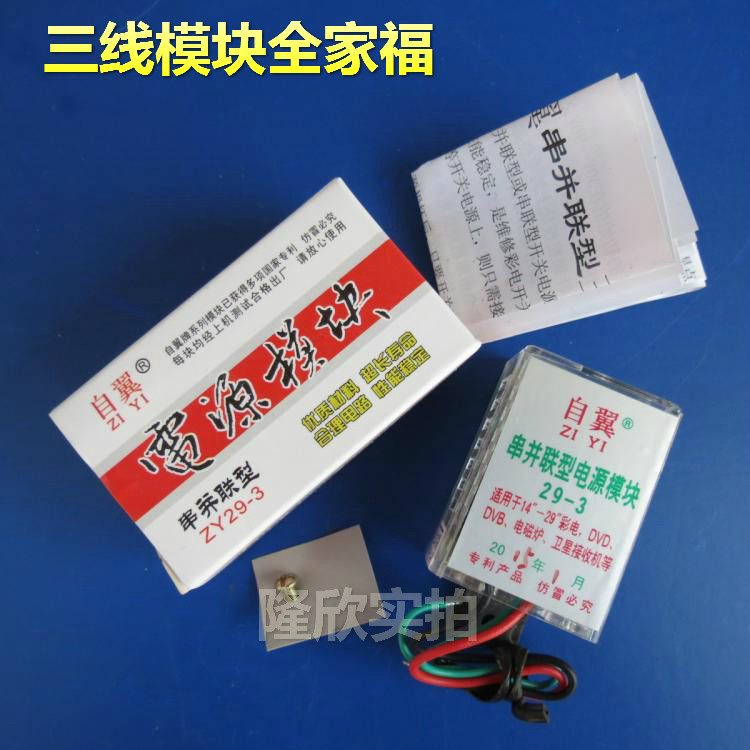 三线模块全家福
串并联型
并联型或串联型开关电源
能稳定，是维修彩电开
等开关电源上，则只需接
自翼牌系列模块已获得多项国家专利 仿冒必究
每块均经上机测试合格出厂 请放心使用
自翼®
ZI YI
電源模块
优质材料 超长寿命
合理电路 性能稳定
串并联型
ZY29-3
自翼®
ZI YI
串并联型电源模块
29-3
适用于14"-29"彩电，DVD、
DVB、电磁炉、卫星接收机等
2015年1月
专利产品 仿冒必究
隆欣实拍